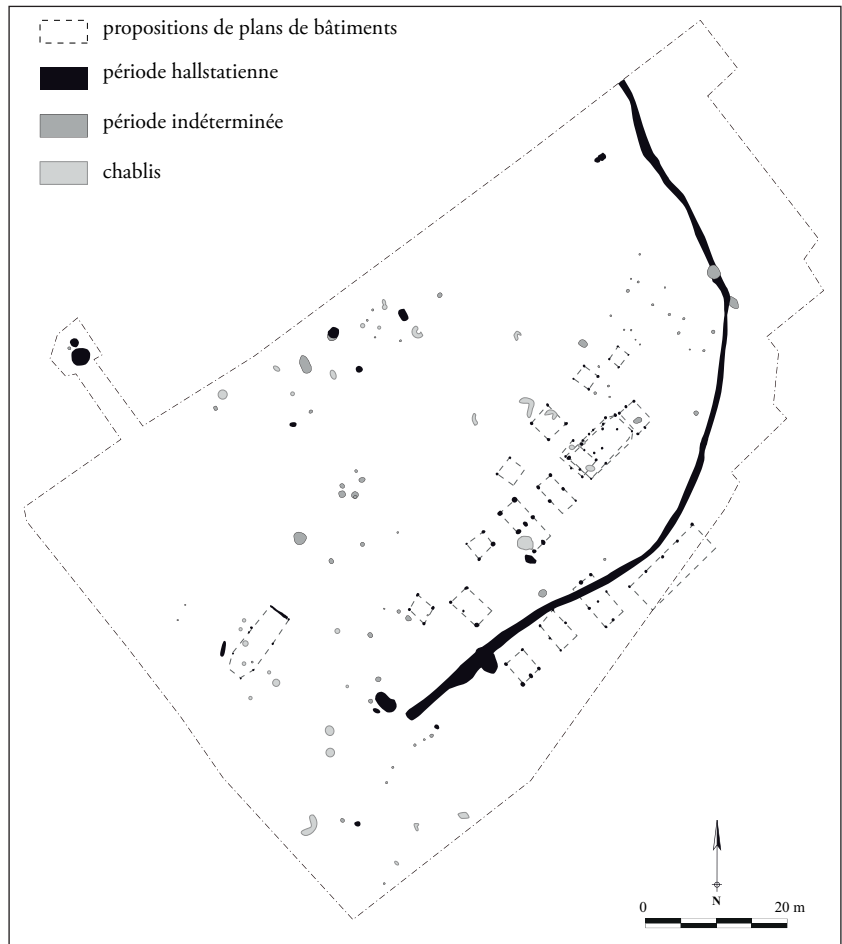 propositions de plans de bâtiments
période hallstatienne
période indéterminée
chablis
N
0 20 m